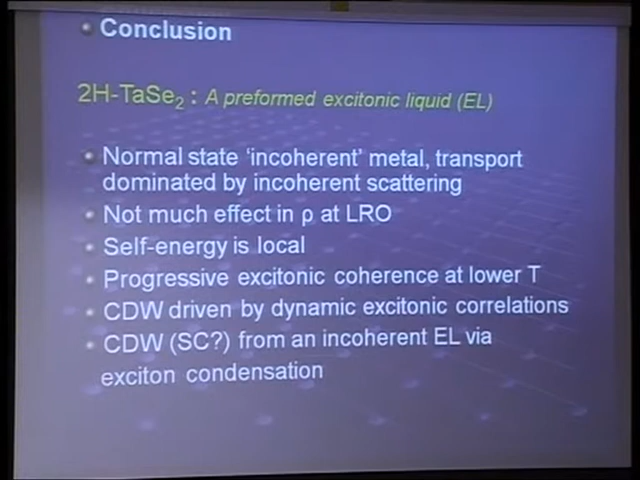 Conclusion
2H-TaSe₂ : A preformed excitonic liquid (EL)
Normal state 'incoherent' metal, transport
dominated by incoherent scattering
Not much effect in ρ at LRO
Self-energy is local
Progressive excitonic coherence at lower T
CDW driven by dynamic excitonic correlations
CDW (SC?) from an incoherent EL via
exciton condensation